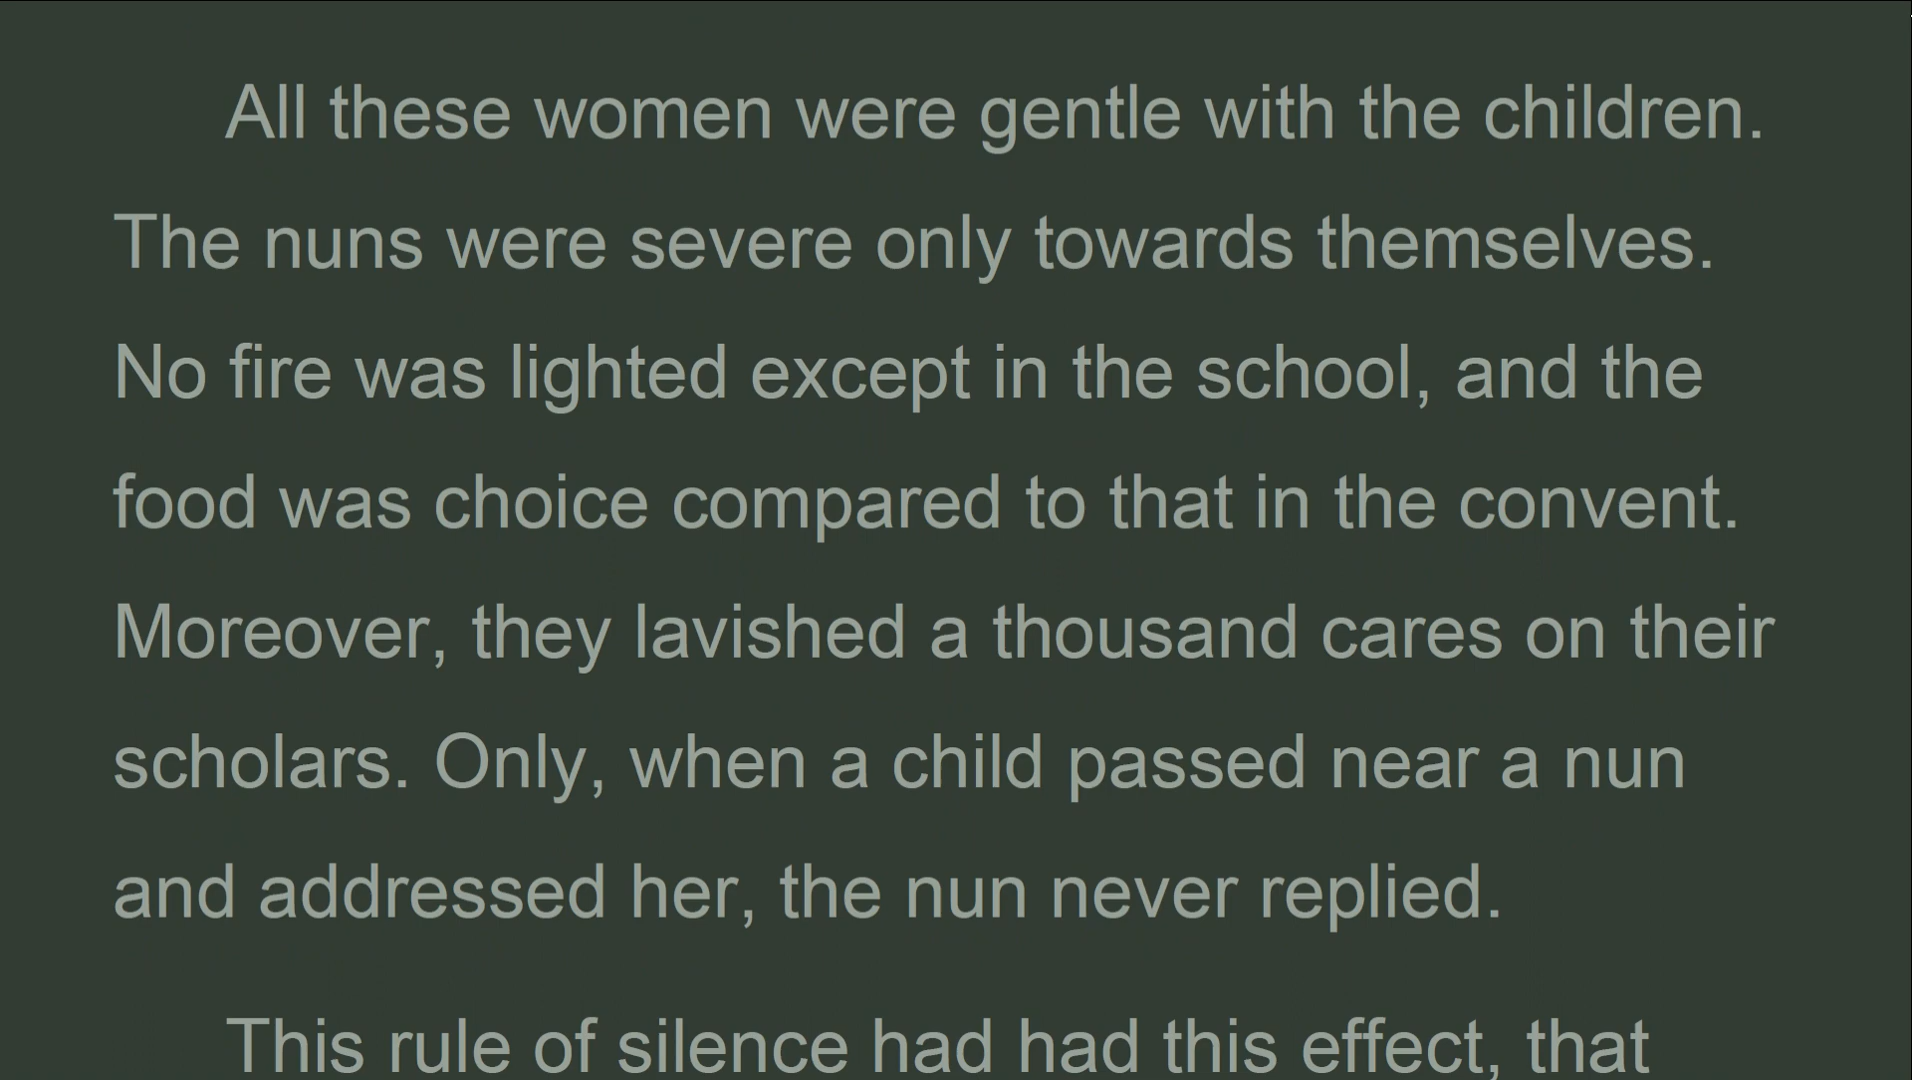 All these women were gentle with the children.
The nuns were severe only towards themselves.
No fire was lighted except in the school, and the
food was choice compared to that in the convent.
Moreover, they lavished a thousand cares on their
scholars. Only, when a child passed near a nun
and addressed her, the nun never replied.
This rule of silence had had this effect, that